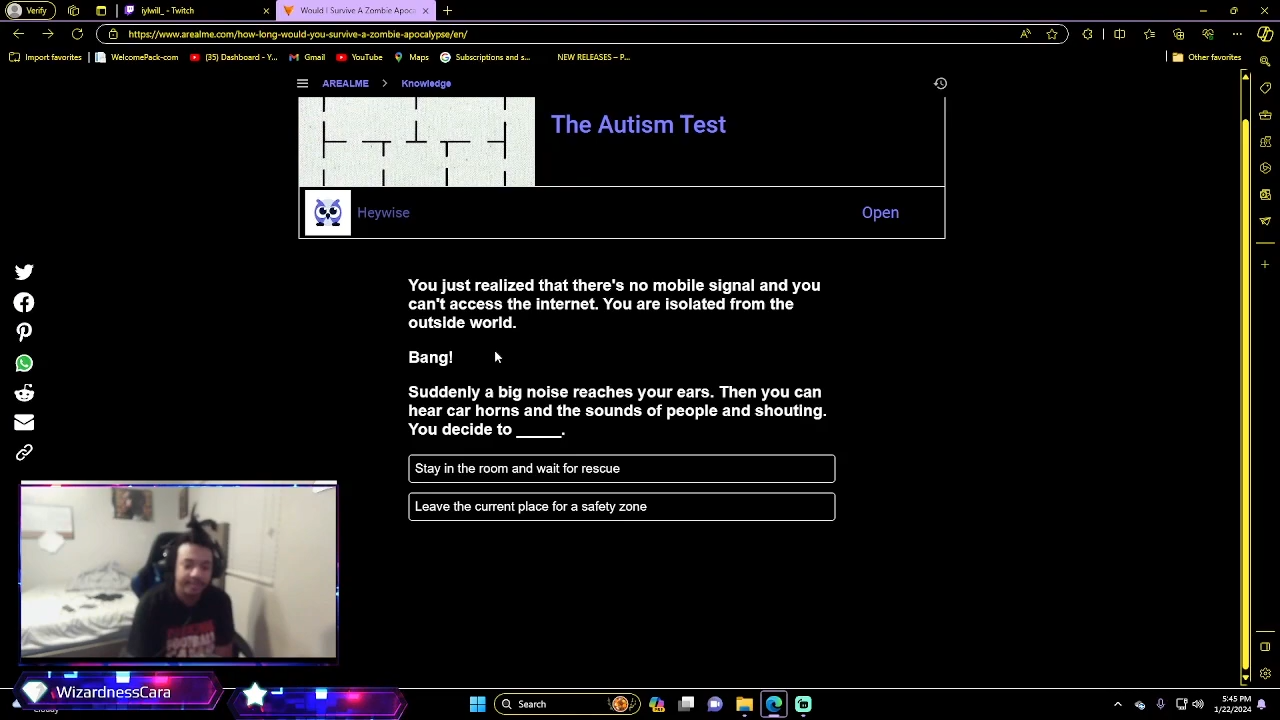 Verify
iylwill_ - Twitch
Would I Survive A Zombie Apoca
https://www.arealme.com/how-long-would-you-survive-a-zombie-apocalypse/en/
Import favorites
WelcomePack-com
(35) Dashboard - Y...
Gmail
YouTube
Maps
Subscriptions and s...
NEW RELEASES – P...
Other favorites
AREALME > Knowledge
The Autism Test
Heywise
Open
You just realized that there's no mobile signal and you
can't access the internet. You are isolated from the
outside world.
Bang!
Suddenly a big noise reaches your ears. Then you can
hear car horns and the sounds of people and shouting.
You decide to _____.
Stay in the room and wait for rescue
Leave the current place for a safety zone
WizardnessCara
Cloudy
Search
5:45 PM
1/22/2024